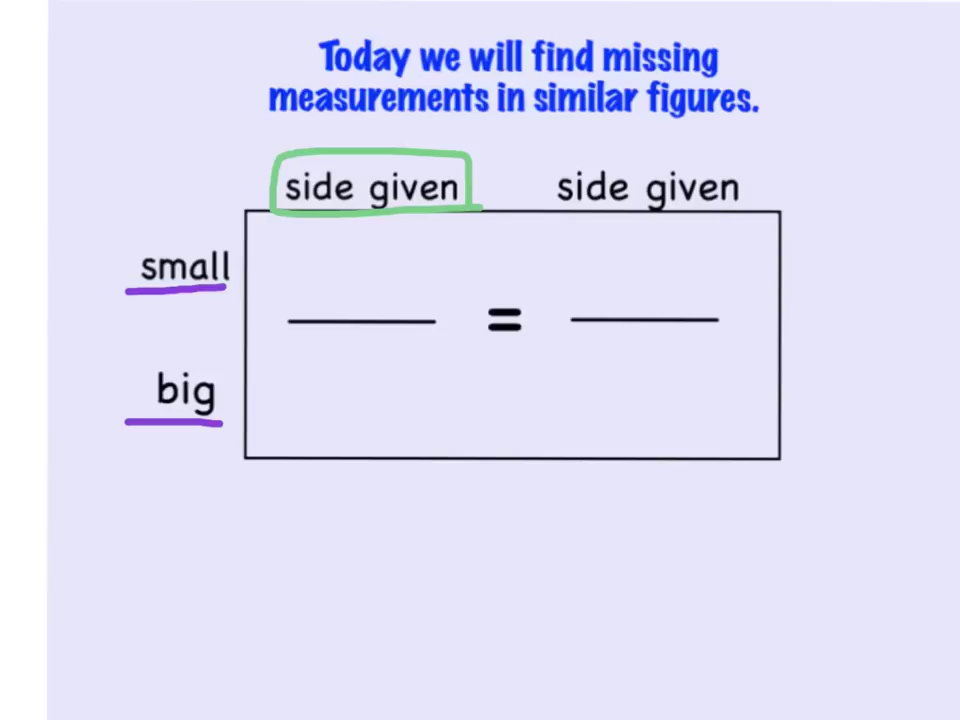 Today we will find missing
measurements in similar figures.
side given side given
small
=
big